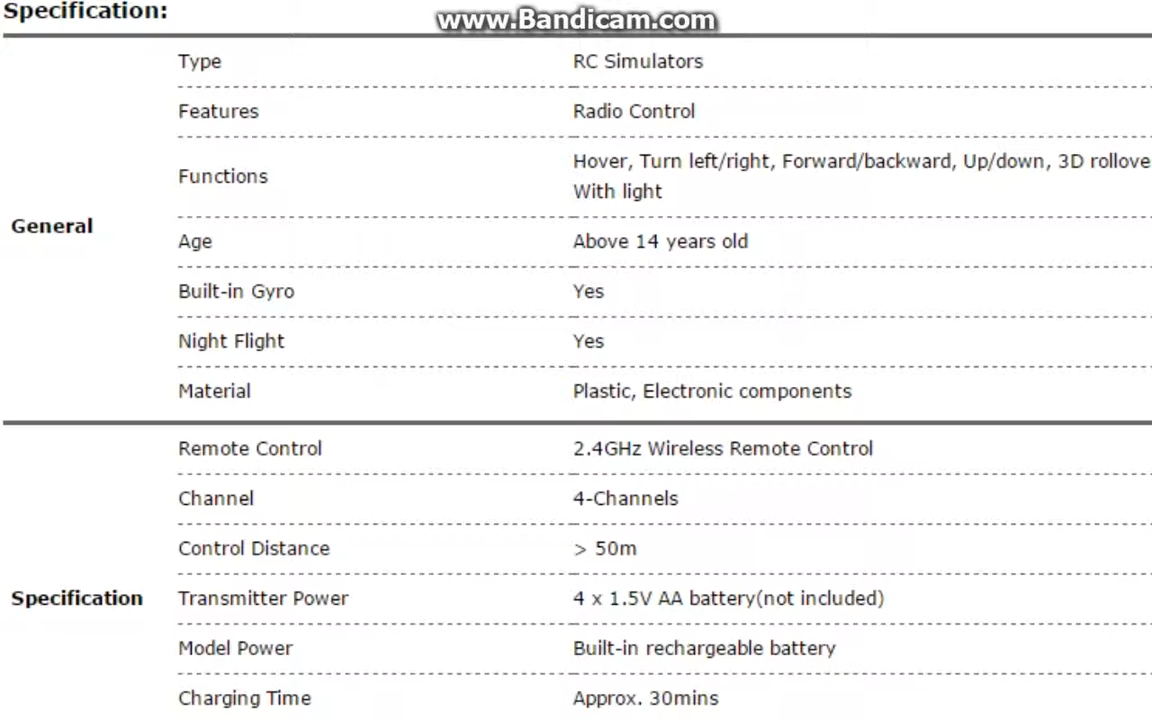 Specification:
www.Bandicam.com
Type RC Simulators
Features Radio Control
Functions Hover, Turn left/right, Forward/backward, Up/down, 3D rollove
With light
General
Age Above 14 years old
Built-in Gyro Yes
Night Flight Yes
Material Plastic, Electronic components
Remote Control 2.4GHz Wireless Remote Control
Channel 4-Channels
Control Distance > 50m
Specification Transmitter Power 4 x 1.5V AA battery(not included)
Model Power Built-in rechargeable battery
Charging Time Approx. 30mins